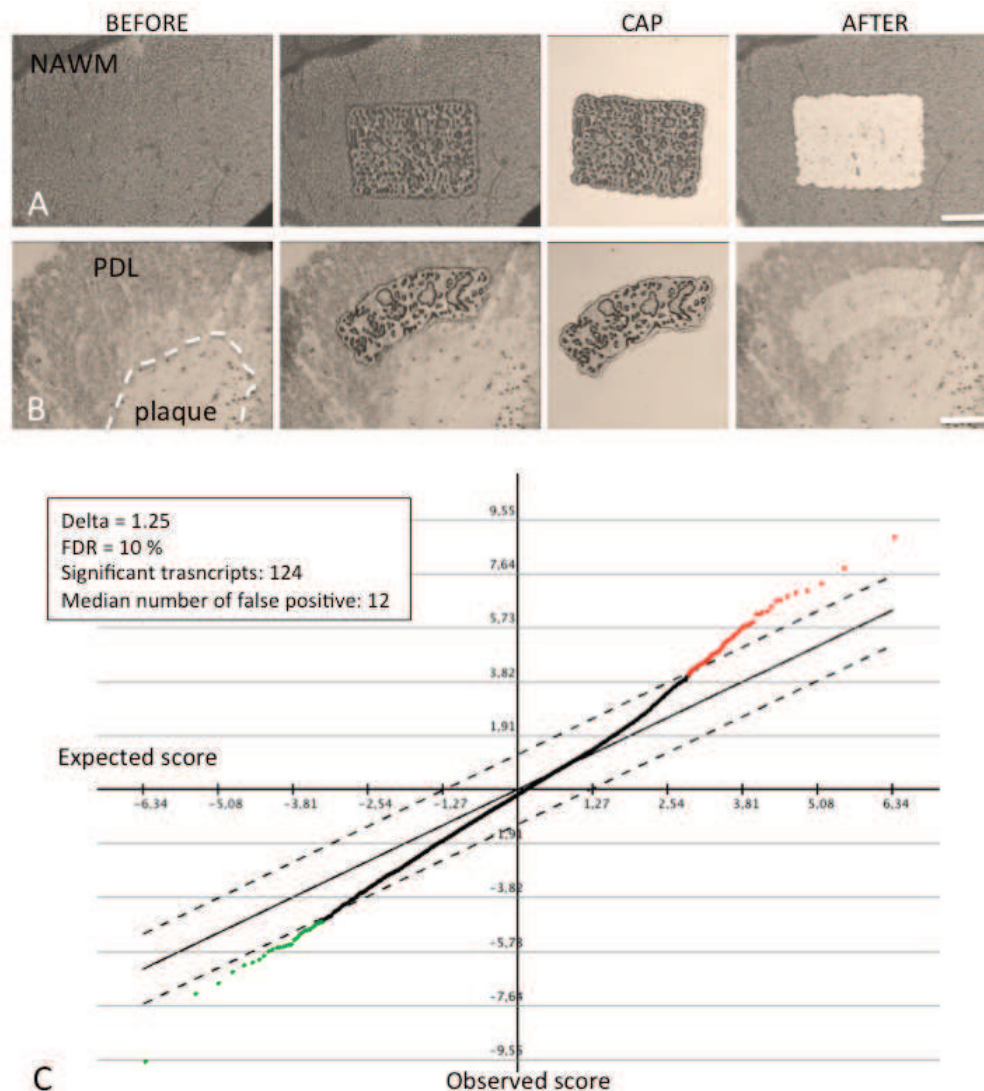 BEFORE CAP AFTER
NAWM
A
PDL
plaque
B
Delta = 1.25
FDR = 10 %
Significant trasncripts: 124
Median number of false positive: 12
9,55
7,64
5,73
3,82
1,91
Expected score
-6,34 -5,08 -3,81 -2,54 -1,27 1,27 2,54 3,81 5,08 6,34
-1,91
-3,82
-5,73
-7,64
-9,55
C
Observed score